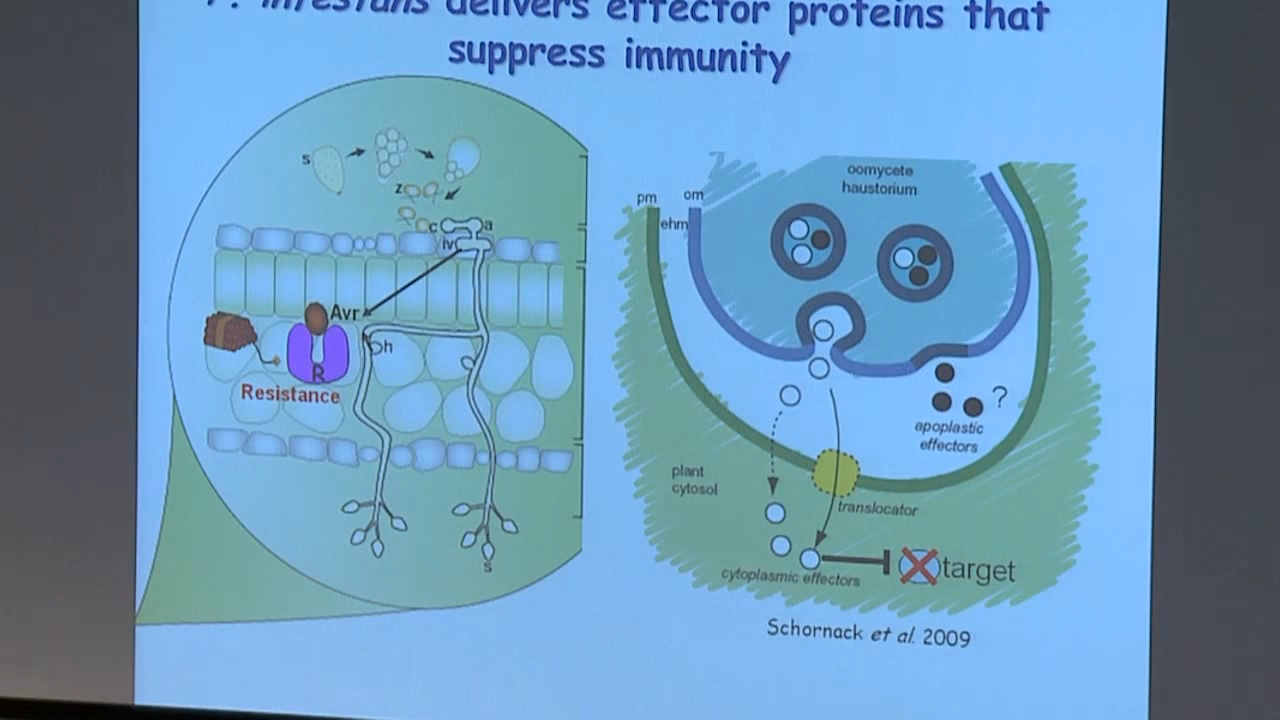 P. infestans delivers effector proteins that
suppress immunity
s
z
c
a
iv
Avr
h
R
Resistance
s
oomycete
haustorium
pm
om
ehm
?
apoplastic
effectors
plant
cytosol
translocator
target
cytoplasmic effectors
Schornack et al. 2009